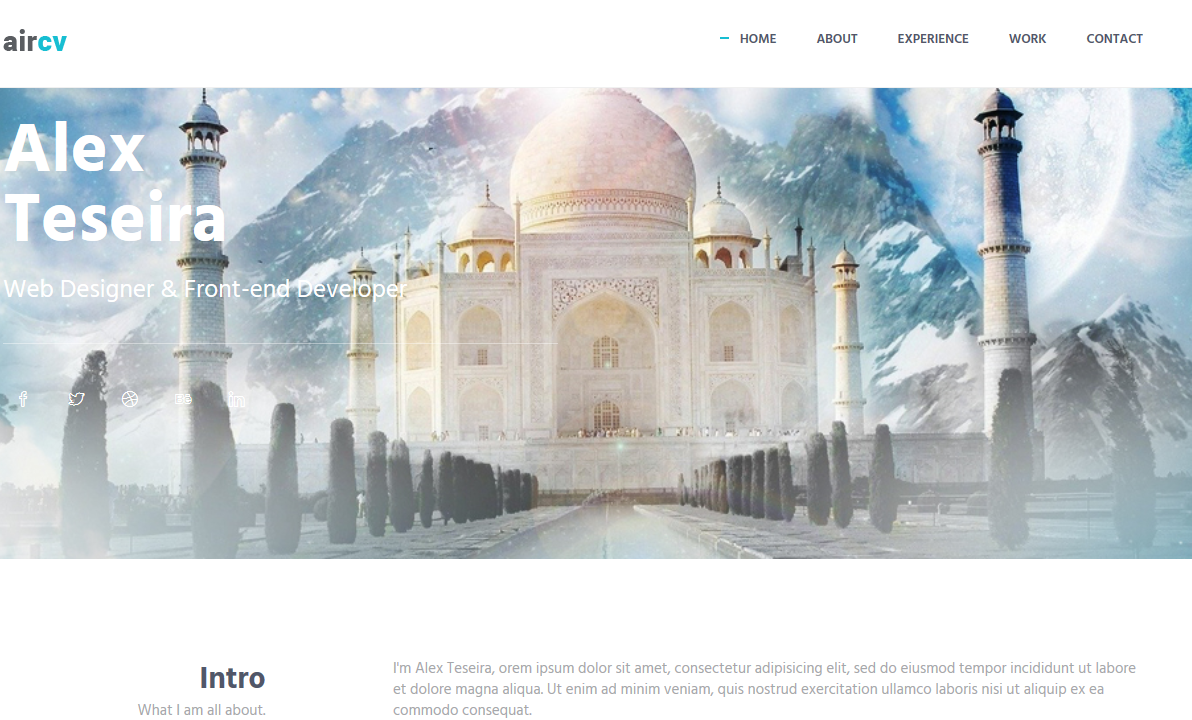 aircv
HOME ABOUT EXPERIENCE WORK CONTACT
Alex
Teseira
Web Designer & Front-end Developer
Intro
What I am all about.
I'm Alex Teseira, orem ipsum dolor sit amet, consectetur adipisicing elit, sed do eiusmod tempor incididunt ut labore
et dolore magna aliqua. Ut enim ad minim veniam, quis nostrud exercitation ullamco laboris nisi ut aliquip ex ea
commodo consequat.